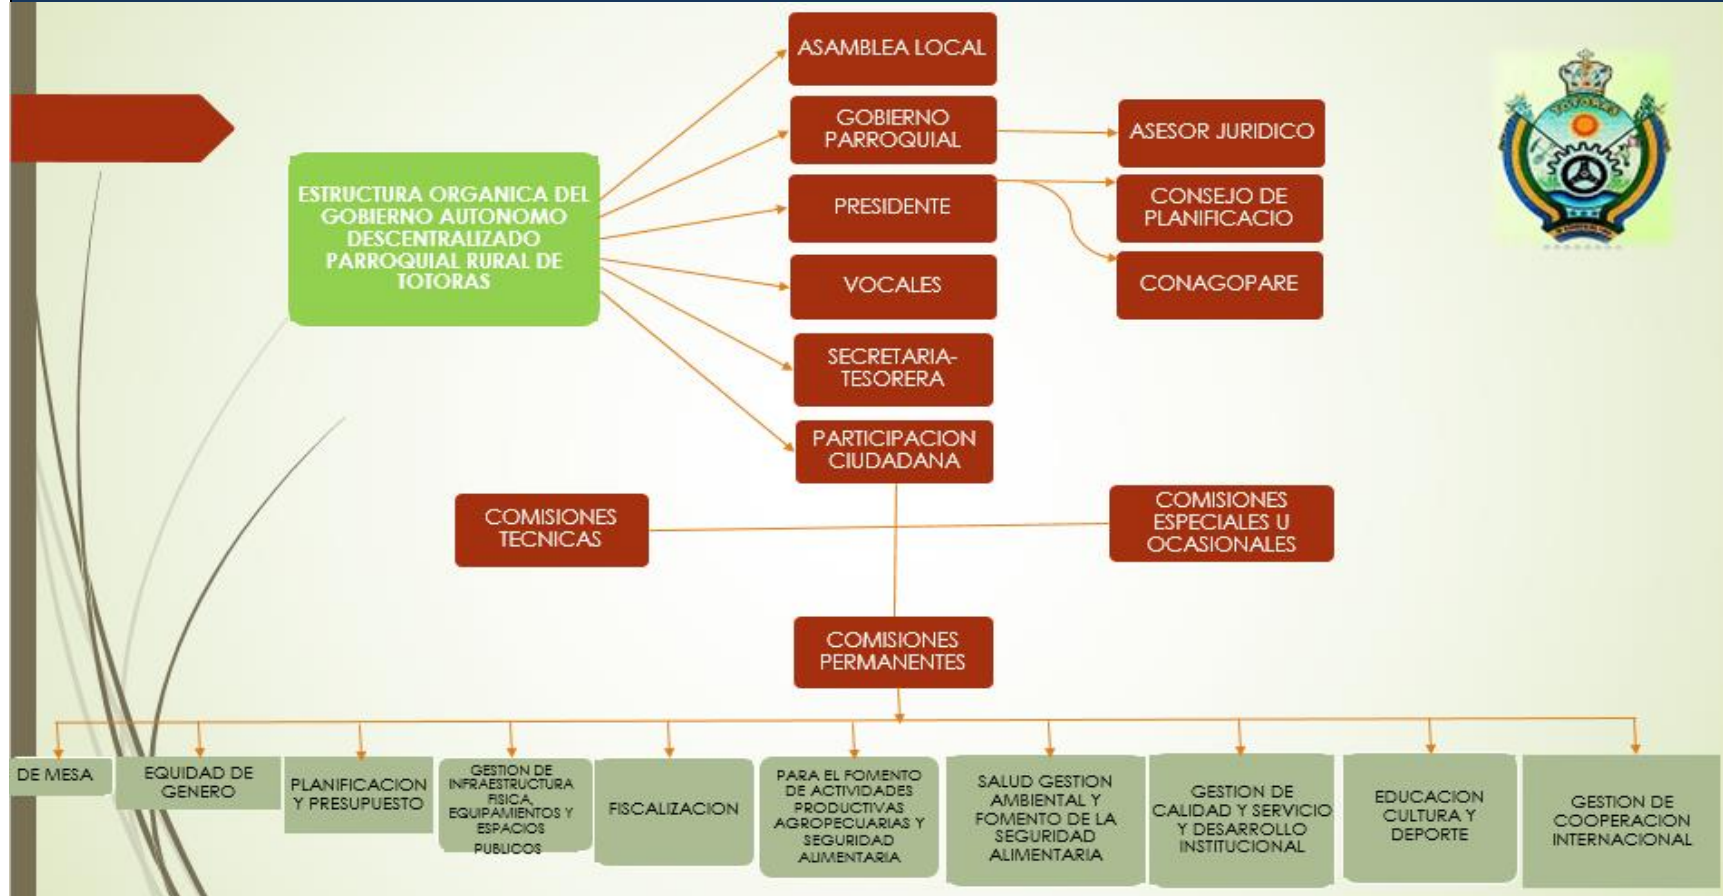 ASAMBLEA LOCAL
GOBIERNO
PARROQUIAL
ASESOR JURIDICO
ESTRUCTURA ORGANICA DEL
GOBIERNO AUTONOMO
DESCENTRALIZADO
PARROQUIAL RURAL DE
TOTORAS
PRESIDENTE
CONSEJO DE
PLANIFICACIO
VOCALES
CONAGOPARE
SECRETARIA-
TESORERA
PARTICIPACION
CIUDADANA
COMISIONES
TECNICAS
COMISIONES
ESPECIALES U
OCASIONALES
COMISIONES
PERMANENTES
DE MESA
EQUIDAD DE
GENERO
PLANIFICACION
Y PRESUPUESTO
GESTION DE
INFRAESTRUCTURA
FISICA,
EQUIPAMIENTOS Y
ESPACIOS
PUBLICOS
FISCALIZACION
PARA EL FOMENTO
DE ACTIVIDADES
PRODUCTIVAS
AGROPECUARIAS Y
SEGURIDAD
ALIMENTARIA
SALUD GESTION
AMBIENTAL Y
FOMENTO DE LA
SEGURIDAD
ALIMENTARIA
GESTION DE
CALIDAD Y SERVICIO
Y DESARROLLO
INSTITUCIONAL
EDUCACION
CULTURA Y
DEPORTE
GESTION DE
COOPERACION
INTERNACIONAL
TOTORAS